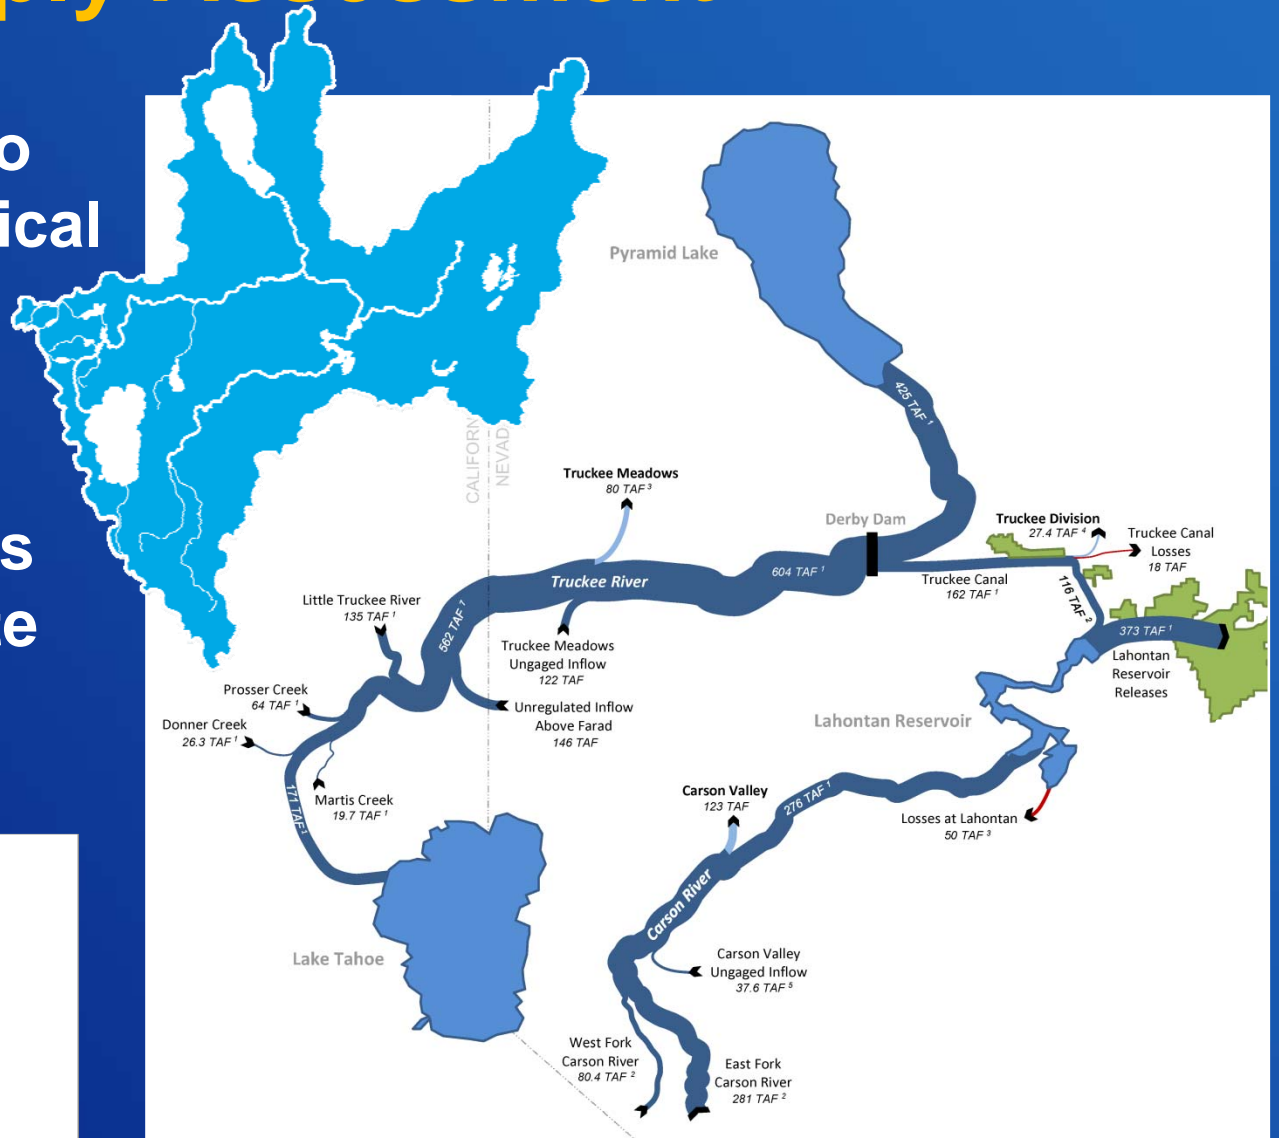 o
ical
s
Pyramid Lake
425 TAF 1
CALIFORN
NEVAD
Truckee Meadows
80 TAF 3
Derby Dam
Truckee Division
27.4 TAF 4
Truckee Canal
Losses
18 TAF
604 TAF 1
Truckee River
Truckee Canal
162 TAF 1
116 TAF 2
Little Truckee River
135 TAF 1
562 TAF 1
Truckee Meadows
Ungaged Inflow
122 TAF
373 TAF 1
Lahontan
Reservoir
Releases
Prosser Creek
64 TAF 1
Unregulated Inflow
Above Farad
146 TAF
Donner Creek
26.3 TAF 1
Lahontan Reservoir
Martis Creek
19.7 TAF 1
171 TAF 1
Carson Valley
123 TAF
276 TAF 1
Losses at Lahontan
50 TAF 3
Carson River
Lake Tahoe
Carson Valley
Ungaged Inflow
37.6 TAF 5
West Fork
Carson River
80.4 TAF 2
East Fork
Carson River
281 TAF 2